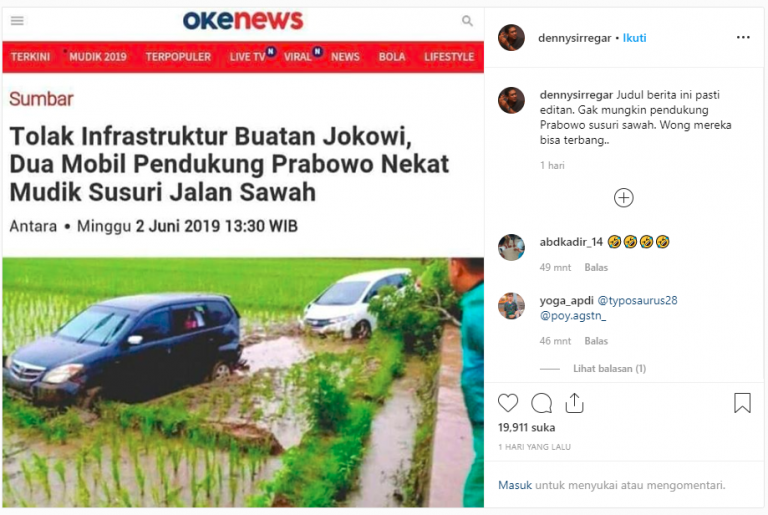 OKENEWS
TERKINI MUDIK 2019 TERPOPULER LIVE TV N VIRAL N NEWS BOLA LIFESTYLE
Sumbar
Tolak Infrastruktur Buatan Jokowi,
Dua Mobil Pendukung Prabowo Nekat
Mudik Susuri Jalan Sawah
Antara • Minggu 2 Juni 2019 13:30 WIB
dennysirregar • Ikuti
dennysirregar Judul berita ini pasti
editan. Gak mungkin pendukung
Prabowo susuri sawah. Wong mereka
bisa terbang..
1 hari
abdkadir_14 🤣🤣🤣🤣
49 mnt Balas
yoga_apdi @typosaurus28
@poy.agstn_
46 mnt Balas
Lihat balasan (1)
19,911 suka
1 HARI YANG LALU
Masuk untuk menyukai atau mengomentari.